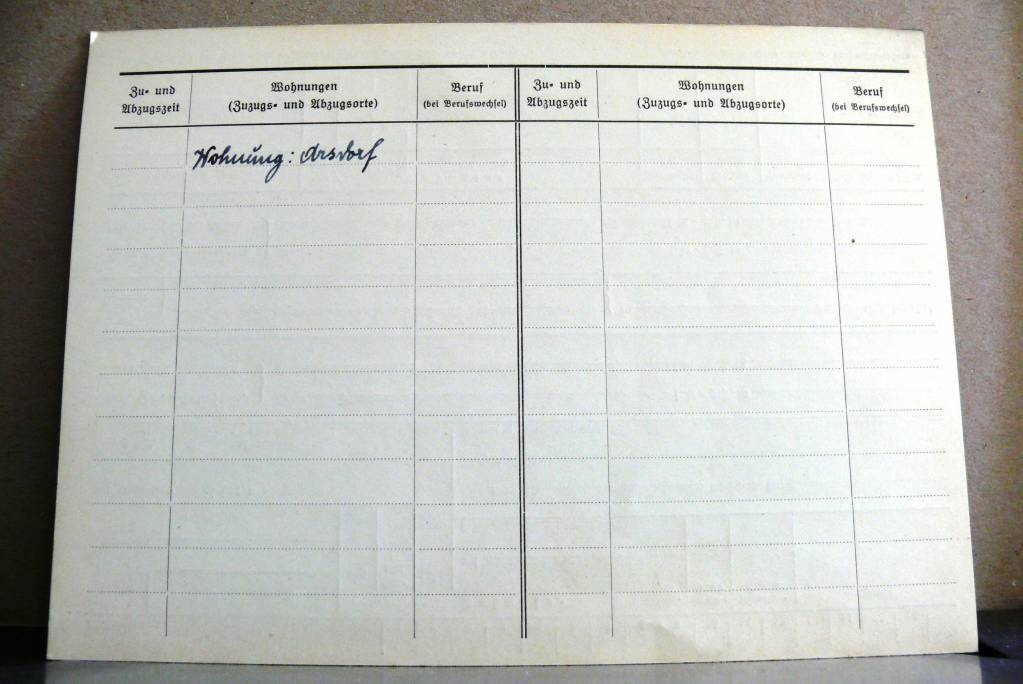 Zu- und Abzugszeit
Wohnungen
(Zuzugs- und Abzugsorte)
Beruf
(bei Berufswechsel)
Zu- und Abzugszeit
Wohnungen
(Zuzugs- und Abzugsorte)
Beruf
(bei Berufswechsel)
Wohnung: Arsdorf